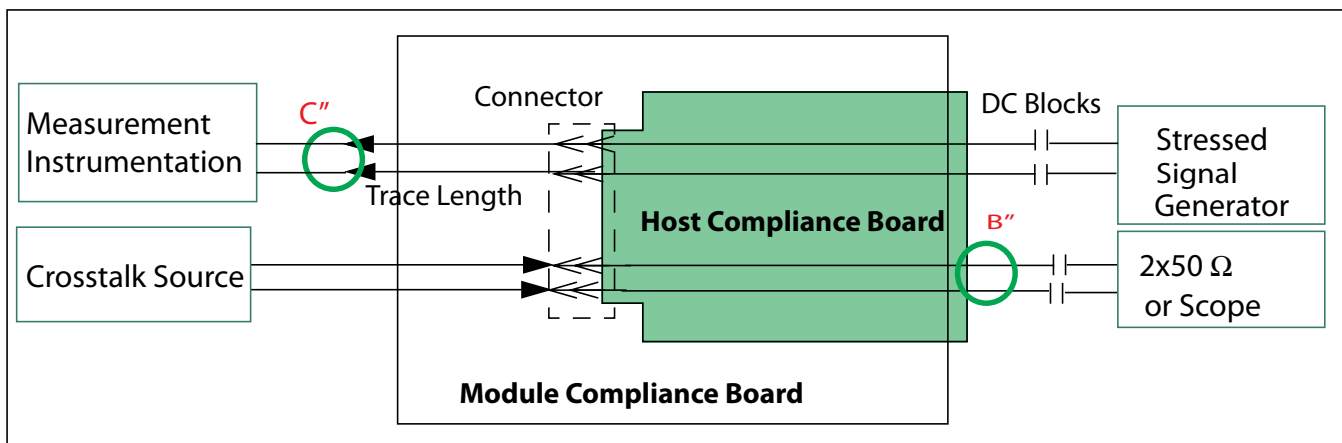 Measurement
Instrumentation
C″
Connector
Trace Length
DC Blocks
Stressed
Signal
Generator
Host Compliance Board
B″
Crosstalk Source
2x50 Ω
or Scope
Module Compliance Board